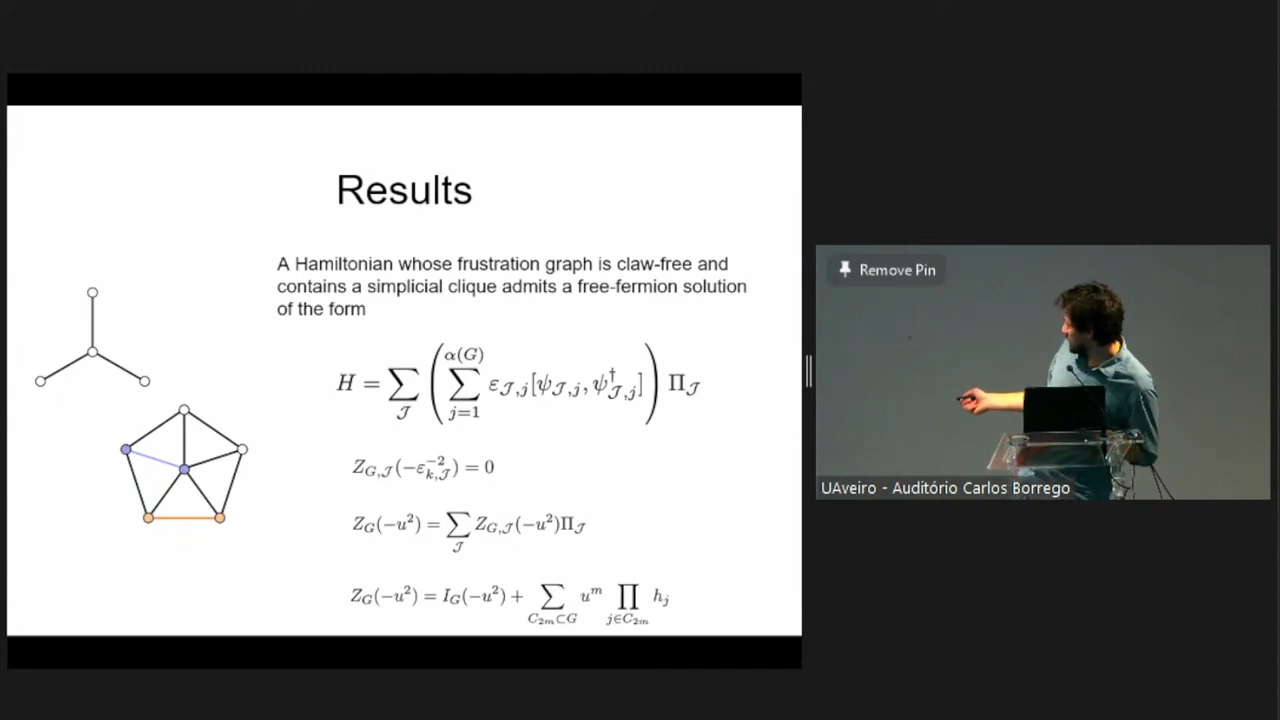 Results
A Hamiltonian whose frustration graph is claw-free and
contains a simplicial clique admits a free-fermion solution
of the form
H = \sum_{\mathcal{J}} \left( \sum_{j=1}^{\alpha(G)} \varepsilon_{\mathcal{J},j} [\psi_{\mathcal{J},j}, \psi^{\dagger}_{\mathcal{J},j}] \right) \Pi_{\mathcal{J}}
Z_{G,\mathcal{J}}(-\varepsilon^{-2}_{k,\mathcal{J}}) = 0
Z_G(-u^2) = \sum_{\mathcal{J}} Z_{G,\mathcal{J}}(-u^2) \Pi_{\mathcal{J}}
Z_G(-u^2) = I_G(-u^2) + \sum_{C_{2m} \subset G} u^m \prod_{j \in C_{2m}} h_j
Remove Pin
UAveiro - Auditório Carlos Borrego